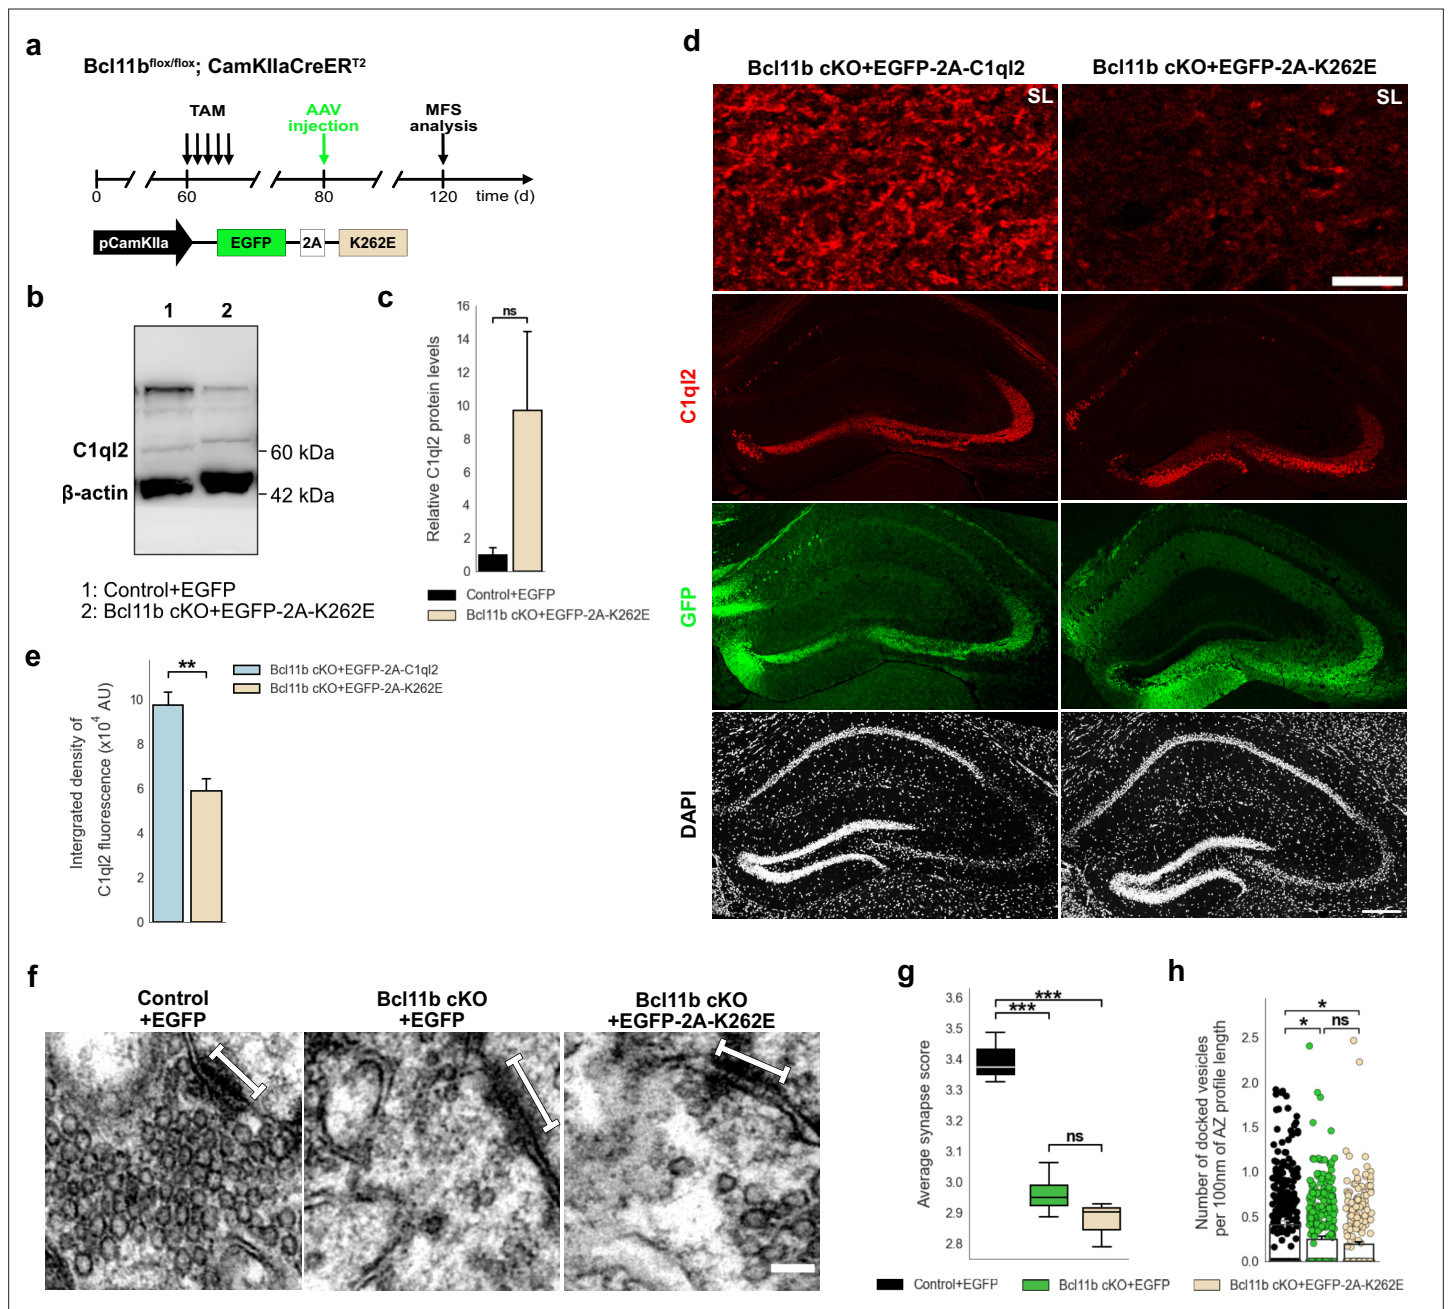 a
Bcl11bflox/flox; CamKIIaCreERT2
TAM
AAV
injection
MFS
analysis
0
60
80
120
time (d)
pCamKIIa
EGFP
2A
K262E
b
1
2
C1ql2
β-actin
60 kDa
42 kDa
1: Control+EGFP
2: Bcl11b cKO+EGFP-2A-K262E
c
Relative C1ql2 protein levels
16
14
12
10
8
6
4
2
0
ns
Control+EGFP
Bcl11b cKO+EGFP-2A-K262E
d
Bcl11b cKO+EGFP-2A-C1ql2
Bcl11b cKO+EGFP-2A-K262E
SL
SL
C1ql2
GFP
DAPI
e
Intergrated density of
C1ql2 fluorescence (x104 AU)
10
8
6
4
2
0
**
Bcl11b cKO+EGFP-2A-C1ql2
Bcl11b cKO+EGFP-2A-K262E
f
Control
+EGFP
Bcl11b cKO
+EGFP
Bcl11b cKO
+EGFP-2A-K262E
g
Average synapse score
3.6
3.5
3.4
3.3
3.2
3.1
3.0
2.9
2.8
***
***
ns
h
Number of docked vesicles
per 100nm of AZ profile length
2.5
2.0
1.5
1.0
0.5
0.0
*
*
ns
Control+EGFP
Bcl11b cKO+EGFP
Bcl11b cKO+EGFP-2A-K262E